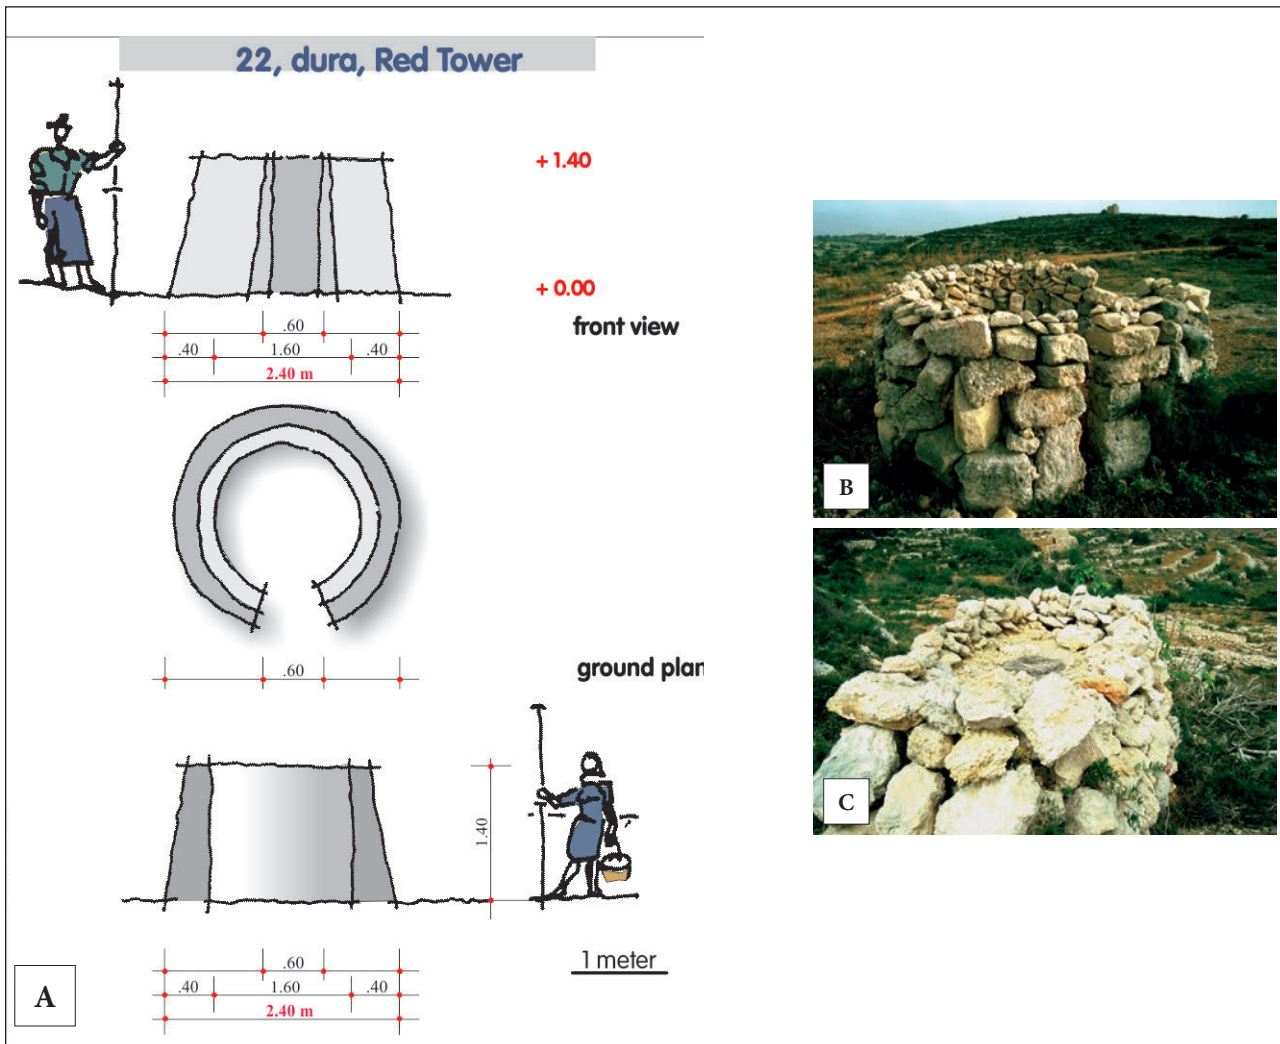 22, dura, Red Tower
+ 1.40
+ 0.00
front view
.60
.40 1.60 .40
2.40 m
.60
ground plan
1.40
.60
.40 1.60 .40
2.40 m
1 meter
A
B
C